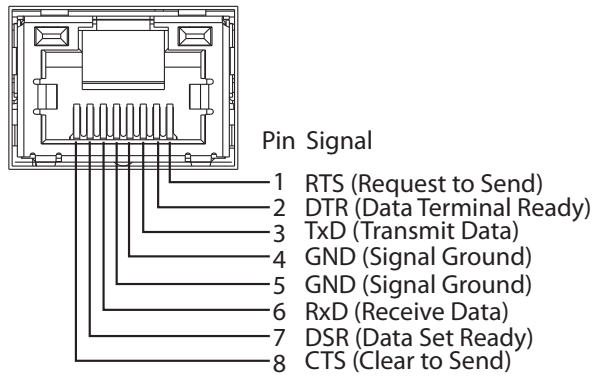 Pin Signal
1 RTS (Request to Send)
2 DTR (Data Terminal Ready)
3 TxD (Transmit Data)
4 GND (Signal Ground)
5 GND (Signal Ground)
6 RxD (Receive Data)
7 DSR (Data Set Ready)
8 CTS (Clear to Send)